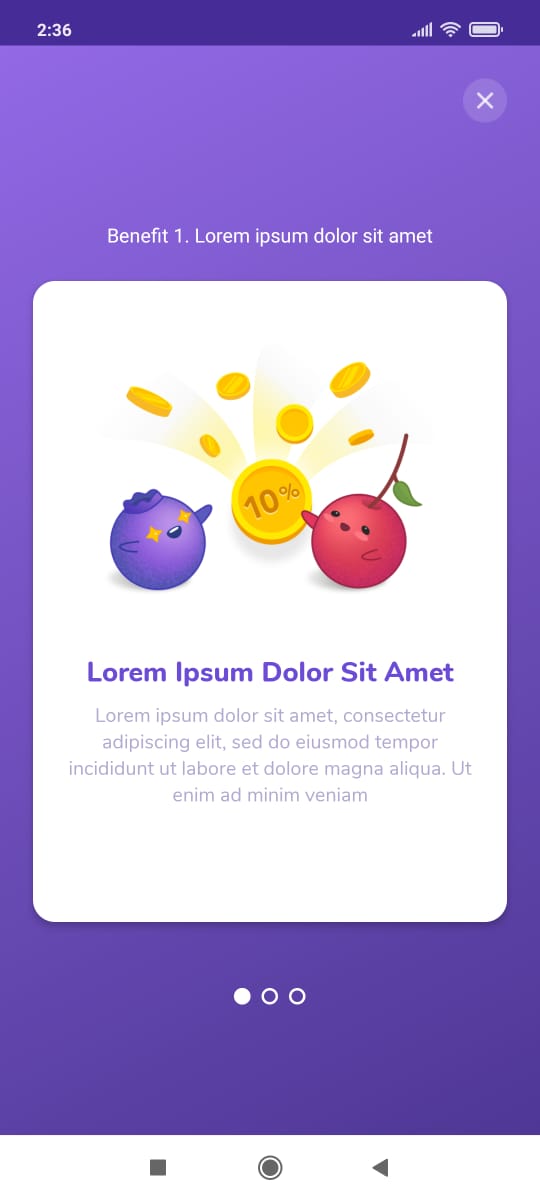 2:36
Benefit 1. Lorem ipsum dolor sit amet
10%
Lorem Ipsum Dolor Sit Amet
Lorem ipsum dolor sit amet, consectetur
adipiscing elit, sed do eiusmod tempor
incididunt ut labore et dolore magna aliqua. Ut
enim ad minim veniam